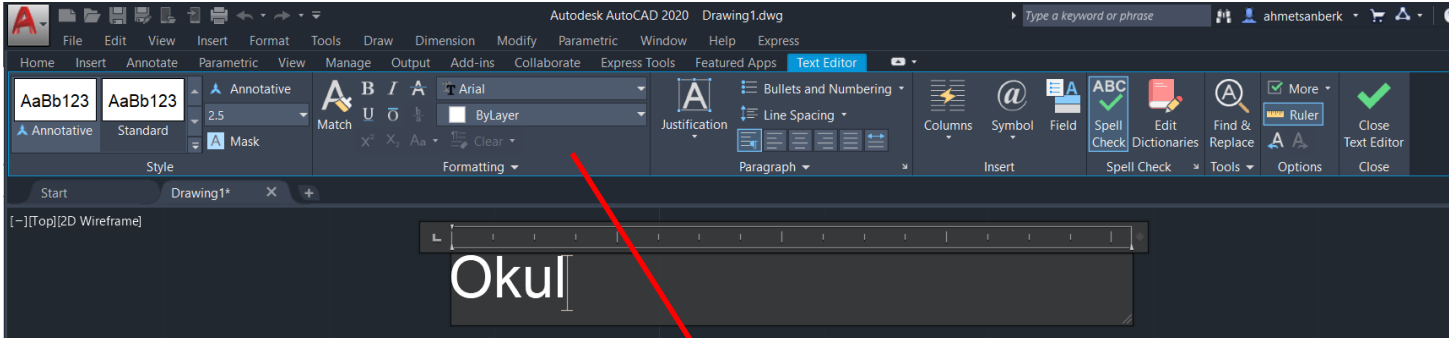 Autodesk AutoCAD 2020 Drawing1.dwg
Type a keyword or phrase
ahmetsanberk
File Edit View Insert Format Tools Draw Dimension Modify Parametric Window Help Express
Home Insert Annotate Parametric View Manage Output Add-ins Collaborate Express Tools Featured Apps Text Editor
AaBb123 AaBb123
Annotative Standard
Annotative
2.5
A Mask
Style
Match
B I A
U O
X² X₂ Aa Clear
Arial
ByLayer
Formatting
A
Justification
Bullets and Numbering
Line Spacing
Paragraph
Columns
@
Symbol
Field
Insert
ABC
Spell Check
Edit Dictionaries
Spell Check
A
Find & Replace
Tools
More
Ruler
A A
Options
Close Text Editor
Close
Start Drawing1* +
[−][Top][2D Wireframe]
Okul